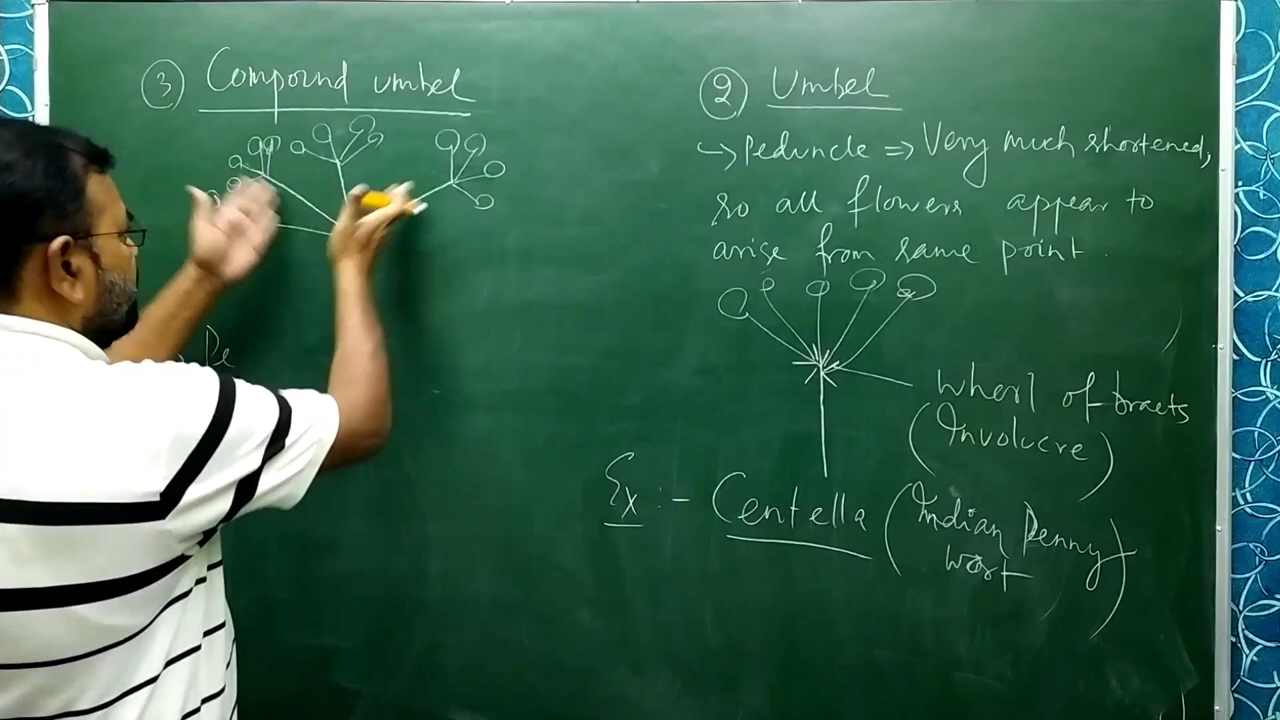 ③ Compound umbel
Pe
② Umbel
↳ Peduncle ⇒ Very much shortened,
so all flowers appear to
arise from same point.
Whorl of bracts
(Involucre)
Ex :- Centella (Indian Penny
wort)